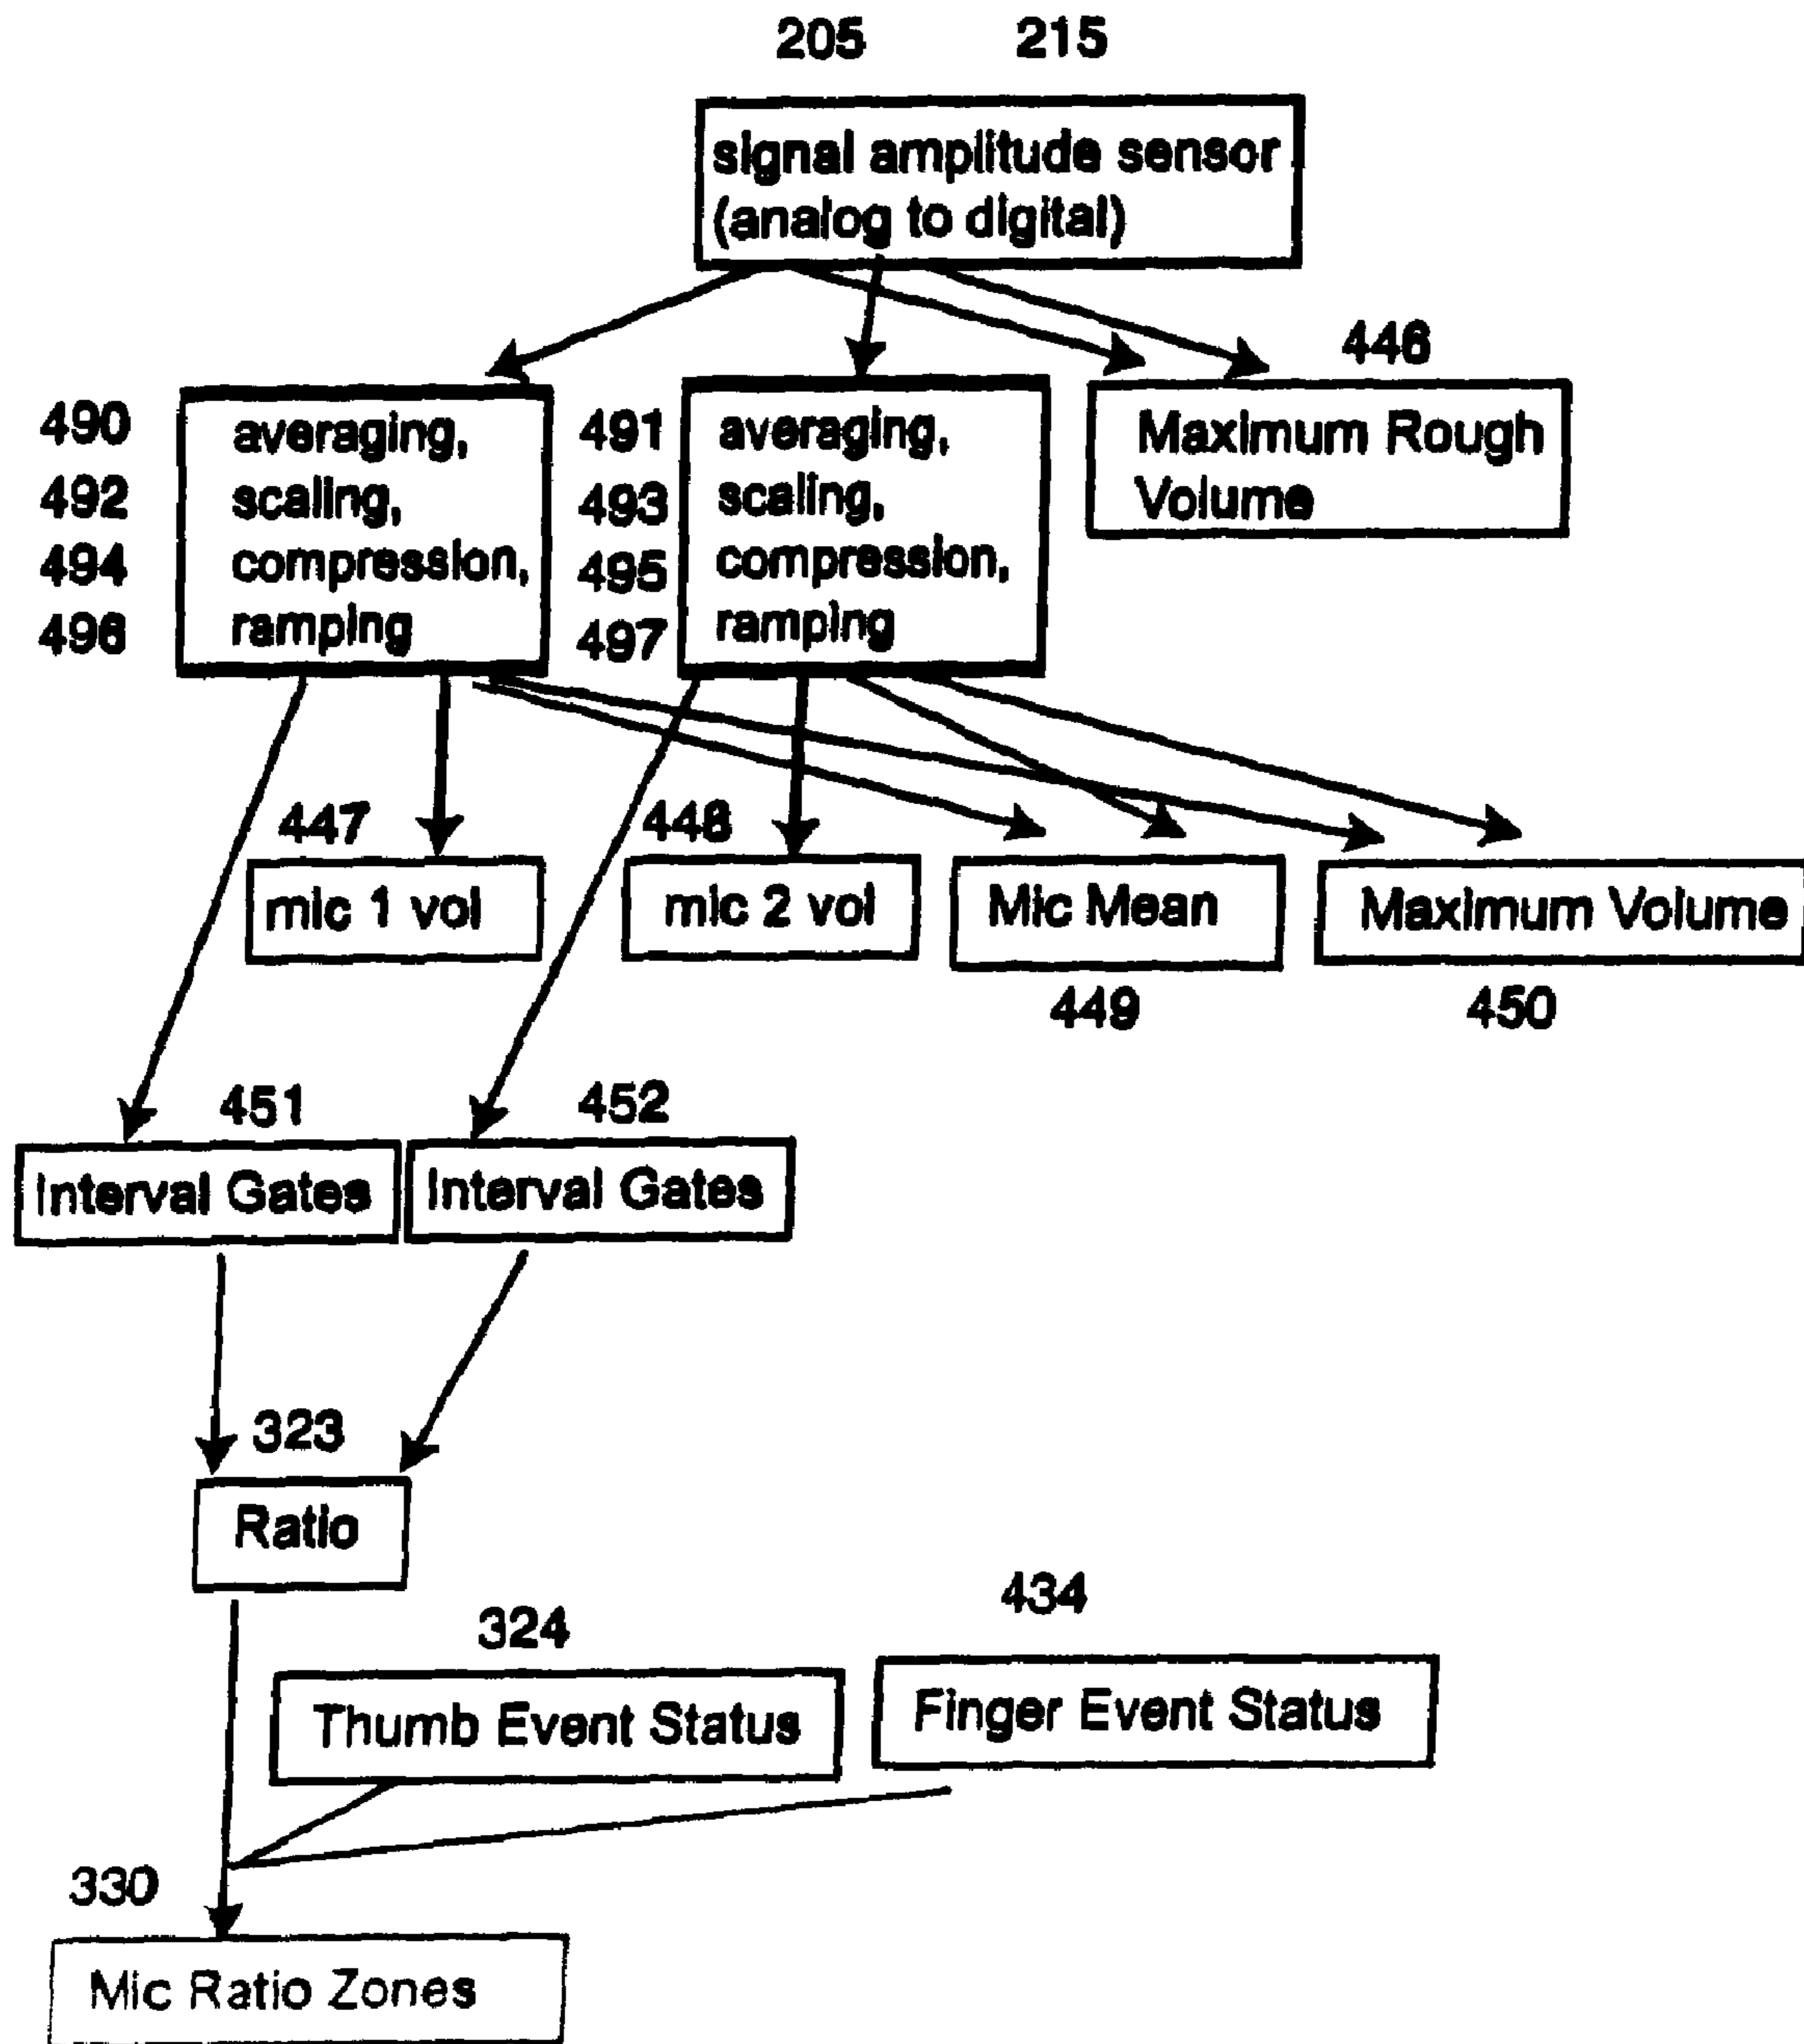 205 215
signal amplitude sensor
(analog to digital)
446
490 averaging,
492 scaling,
494 compression,
496 ramping
491 averaging,
493 scaling,
495 compression,
497 ramping
Maximum Rough
Volume
447
mic 1 vol
448
mic 2 vol
Mic Mean
449
Maximum Volume
450
451
Interval Gates
452
Interval Gates
323
Ratio
324
Thumb Event Status
434
Finger Event Status
330
Mic Ratio Zones